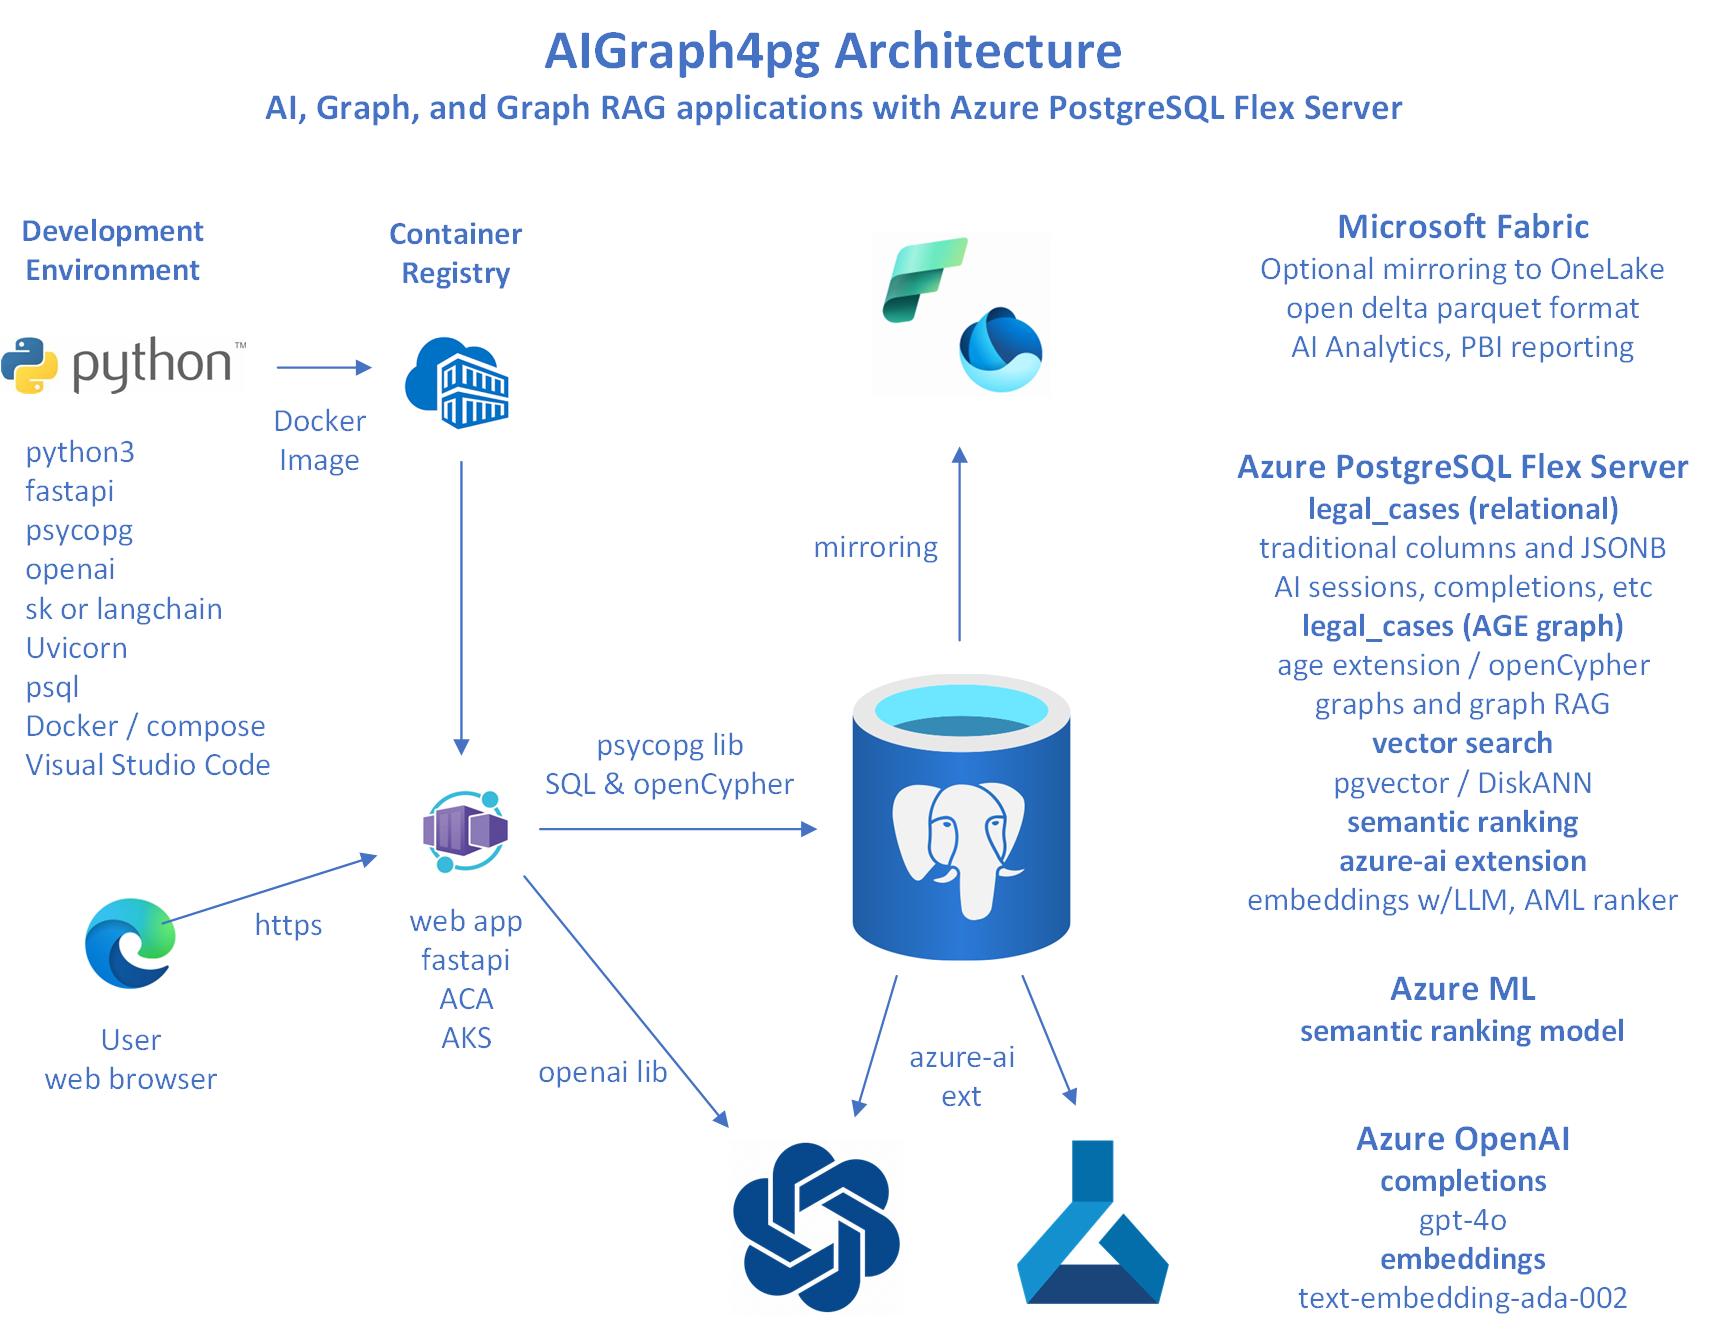 AIGraph4pg Architecture
AI, Graph, and Graph RAG applications with Azure PostgreSQL Flex Server
Development
Environment
python™
python3
fastapi
psycopg
openai
sk or langchain
Uvicorn
psql
Docker / compose
Visual Studio Code
Docker
Image
Container
Registry
https
User
web browser
web app
fastapi
ACA
AKS
psycopg lib
SQL & openCypher
openai lib
mirroring
azure-ai
ext
Microsoft Fabric
Optional mirroring to OneLake
open delta parquet format
AI Analytics, PBI reporting
Azure PostgreSQL Flex Server
legal_cases (relational)
traditional columns and JSONB
AI sessions, completions, etc
legal_cases (AGE graph)
age extension / openCypher
graphs and graph RAG
vector search
pgvector / DiskANN
semantic ranking
azure-ai extension
embeddings w/LLM, AML ranker
Azure ML
semantic ranking model
Azure OpenAI
completions
gpt-4o
embeddings
text-embedding-ada-002